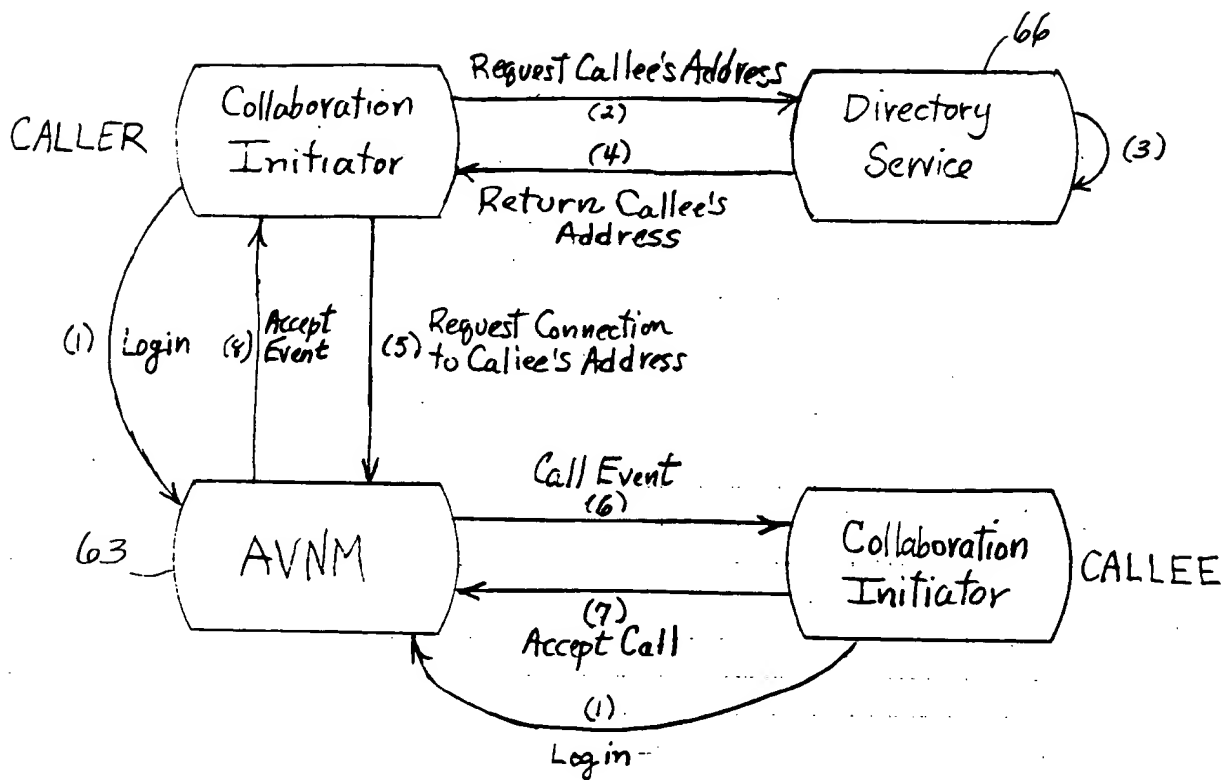 66
Request Callee's Address
(2)
Collaboration
Initiator
CALLER
Directory
Service
(3)
(4)
Return Callee's
Address
(1) Login
(8) Accept
Event
(5) Request Connection
to Caliee's Address
Call Event
(6)
63
AVNM
Collaboration
Initiator
CALLEE
(7)
Accept Call
(1)
Login